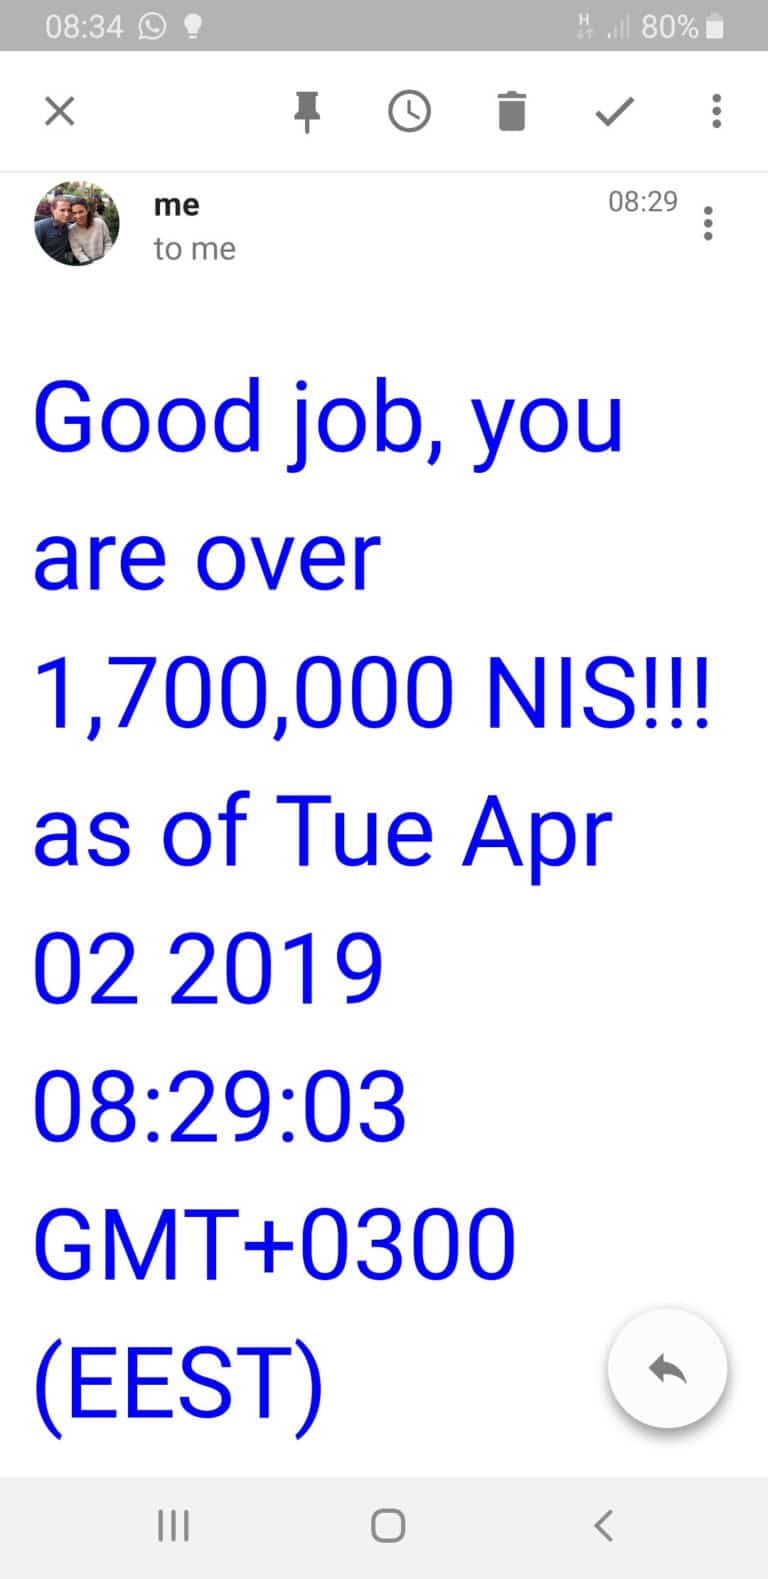 08:34
H
80%
me
08:29
to me
Good job, you
are over
1,700,000 NIS!!!
as of Tue Apr
02 2019
08:29:03
GMT+0300
(EEST)